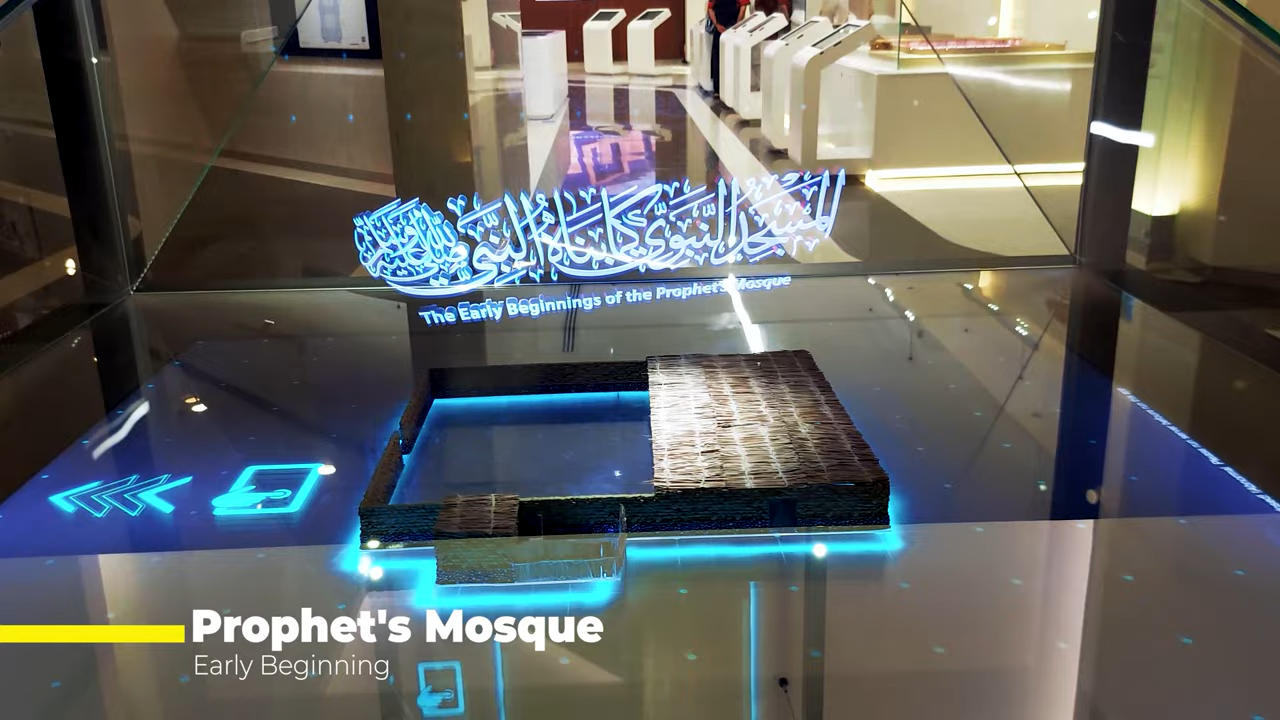 المسجد النبوي كما بناه النبي ﷺ
The Early Beginnings of the Prophet's Mosque
Prophet's Mosque
Early Beginning